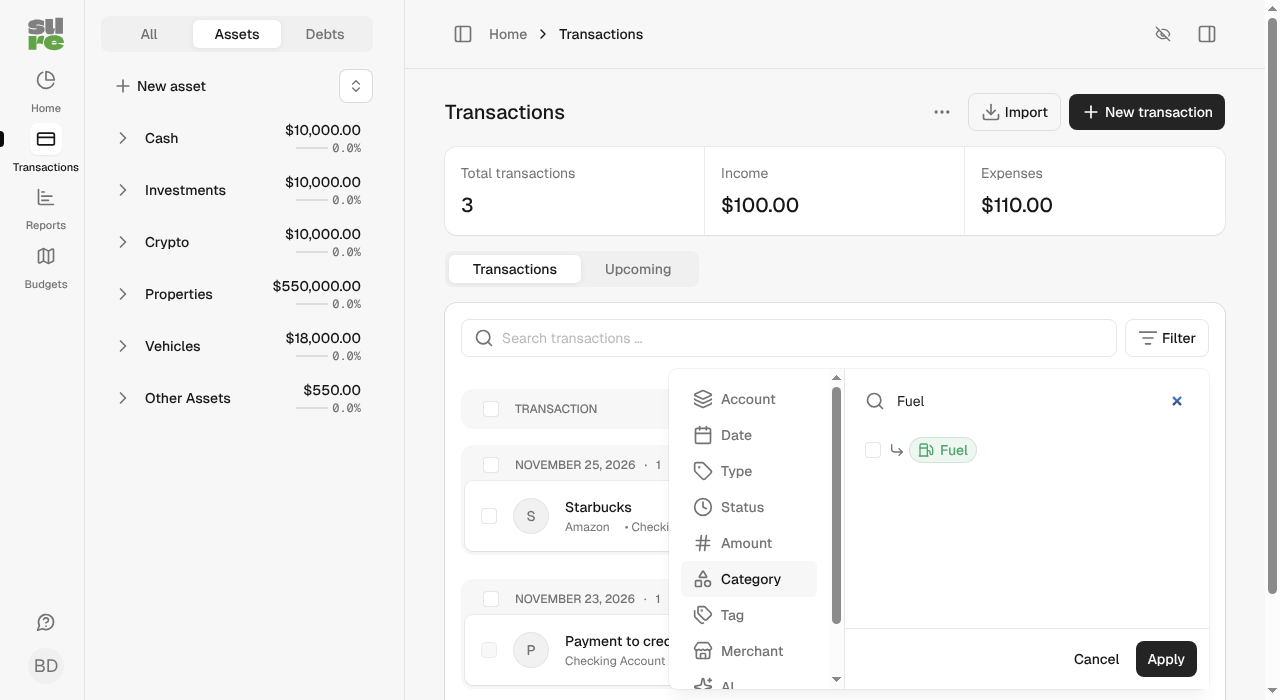 sure
Home
Transactions
Reports
Budgets
BD
All Assets Debts
New asset
Cash $10,000.00
0.0%
Investments $10,000.00
0.0%
Crypto $10,000.00
0.0%
Properties $550,000.00
0.0%
Vehicles $18,000.00
0.0%
Other Assets $550.00
0.0%
Home Transactions
Transactions
Import
New transaction
Total transactions
3
Income
$100.00
Expenses
$110.00
Transactions Upcoming
Search transactions ...
Filter
TRANSACTION
NOVEMBER 25, 2026 · 1
S
Starbucks
Amazon • Checki
NOVEMBER 23, 2026 · 1
P
Payment to cred
Checking Account
Account
Date
Type
Status
Amount
Category
Tag
Merchant
AI
Fuel
Fuel
Cancel
Apply